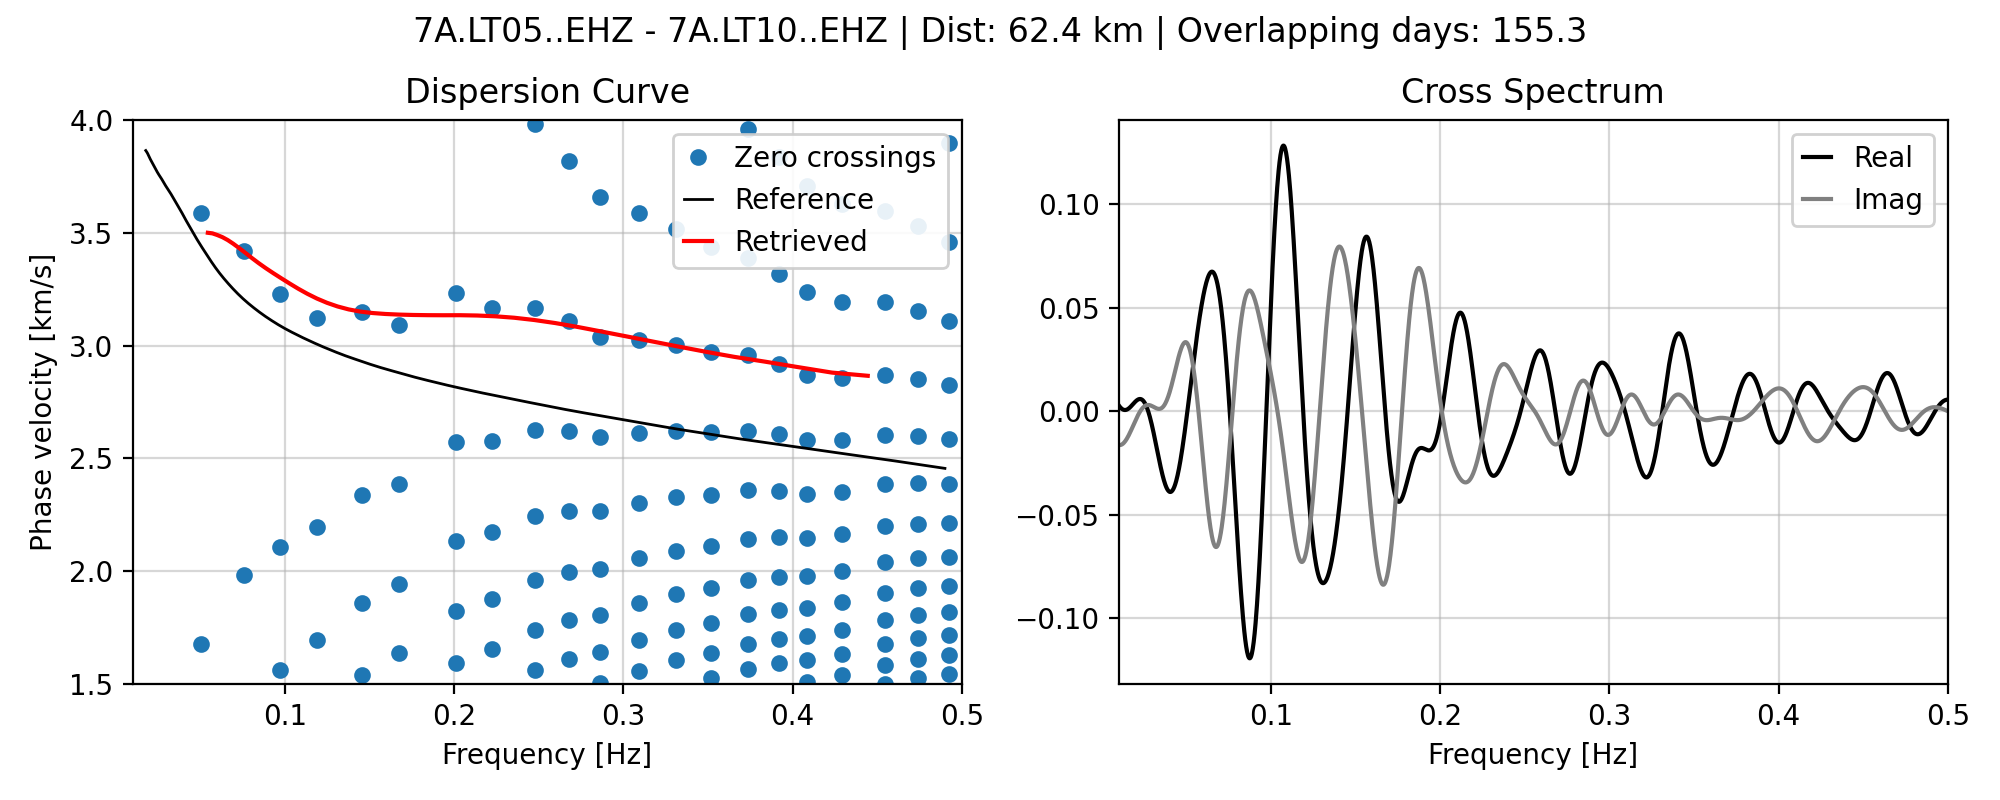 7A.LT05..EHZ - 7A.LT10..EHZ | Dist: 62.4 km | Overlapping days: 155.3
Dispersion Curve
4.0
3.5
3.0
2.5
2.0
1.5
Phase velocity [km/s]
0.1
0.2
0.3
0.4
0.5
Frequency [Hz]
Zero crossings
Reference
Retrieved
Cross Spectrum
0.10
0.05
0.00
−0.05
−0.10
0.1
0.2
0.3
0.4
0.5
Frequency [Hz]
Real
Imag